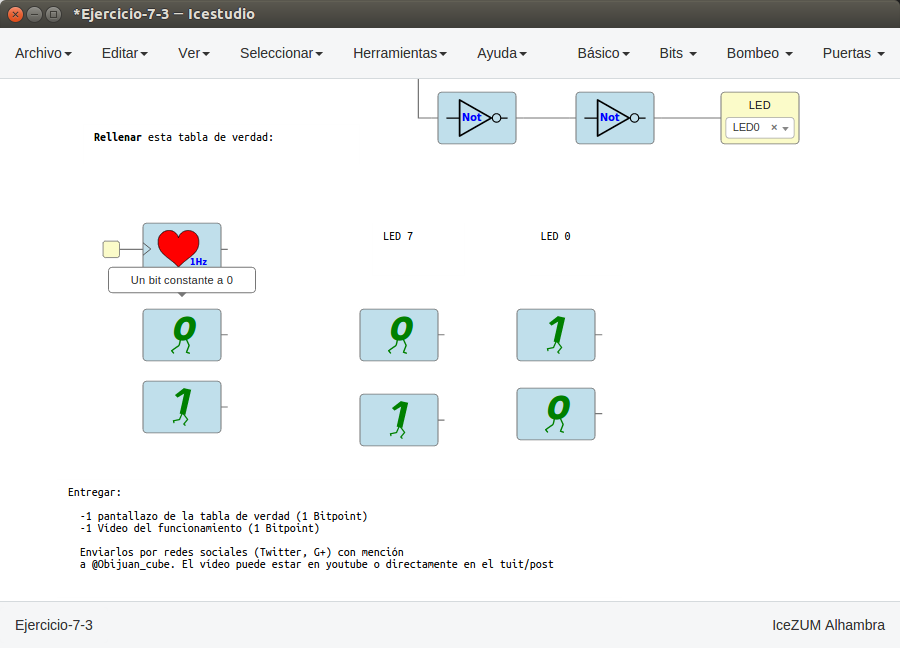 *Ejercicio-7-3 — Icestudio
Archivo Editar Ver Seleccionar Herramientas Ayuda Básico Bits Bombeo Puertas
Not Not LED
LED0 ×
Rellenar esta tabla de verdad:
LED 7 LED 0
1Hz
Un bit constante a 0
0 0 1
1 1 0
Entregar:
-1 pantallazo de la tabla de verdad (1 Bitpoint)
-1 Vídeo del funcionamiento (1 Bitpoint)
Enviarlos por redes sociales (Twitter, G+) con mención
a @Obijuan_cube. El vídeo puede estar en youtube o directamente en el tuit/post
Ejercicio-7-3 IceZUM Alhambra